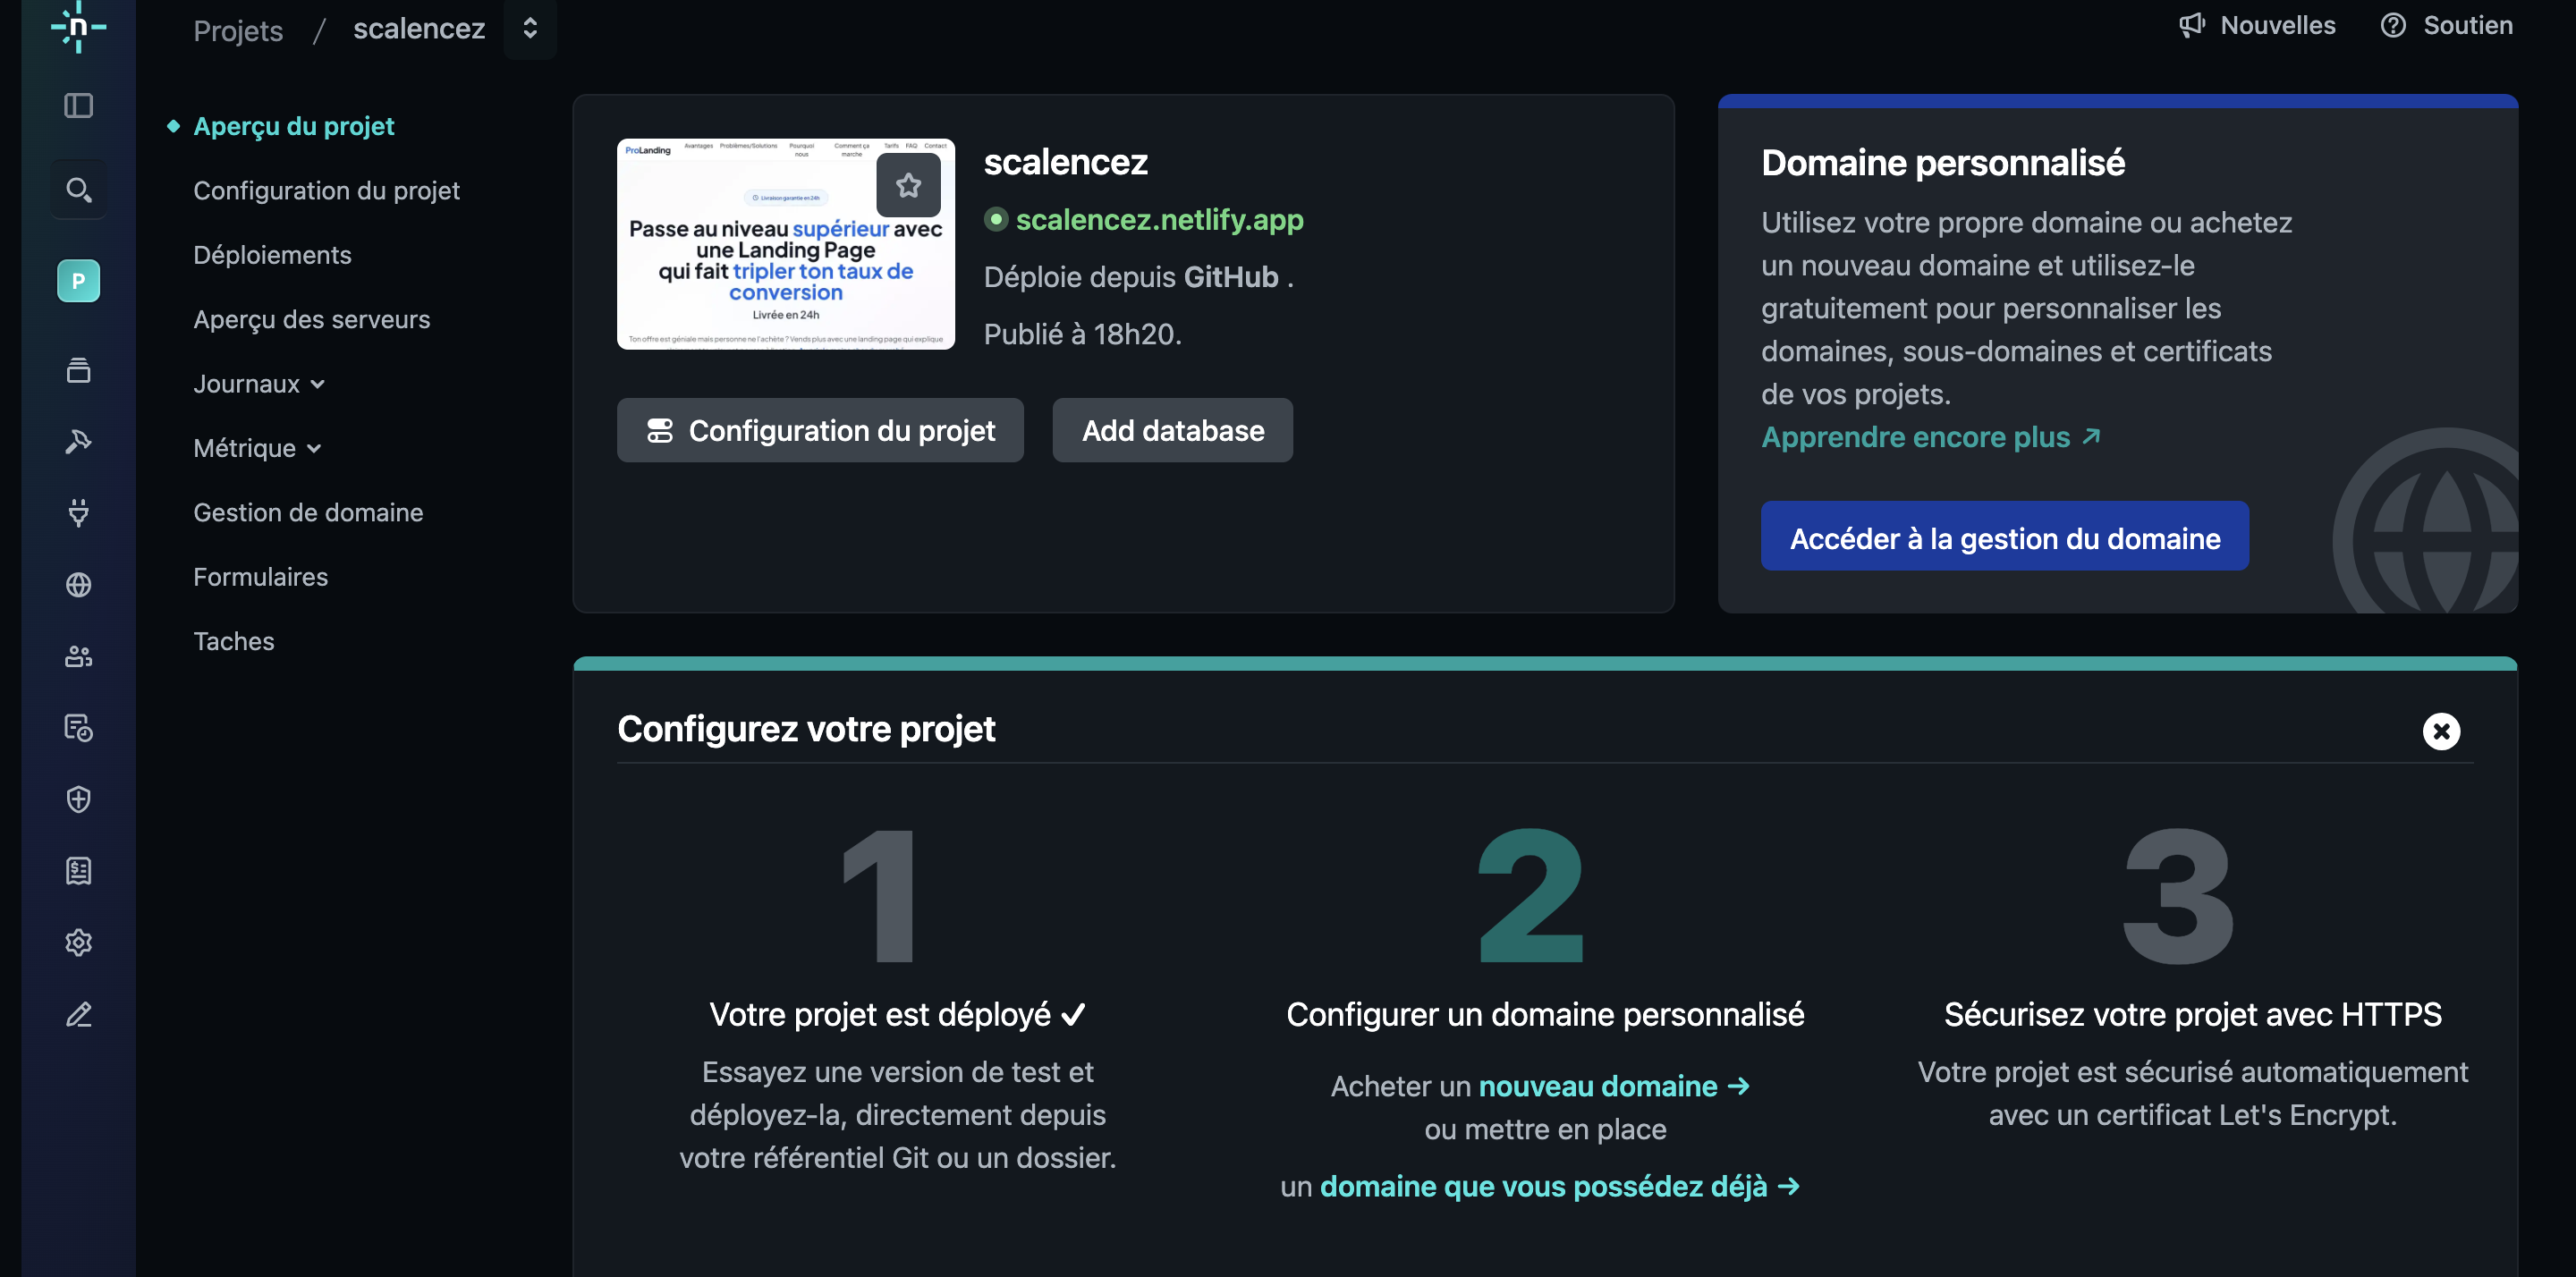 n
Projets / scalencez
Nouvelles
Soutien
P
Aperçu du projet
Configuration du projet
Déploiements
Aperçu des serveurs
Journaux
Métrique
Gestion de domaine
Formulaires
Taches
ProLanding
Avantages
Problèmes/Solutions
Pourquoi
nous
Comment ça
marche
Tarifs
FAQ
Contact
Livraison garantie en 24h
Passe au niveau supérieur avec
une Landing Page
qui fait tripler ton taux de
conversion
Livrée en 24h
Ton offre est géniale mais personne ne l'achète ? Vends plus avec une landing page qui explique
scalencez
scalencez.netlify.app
Déploie depuis GitHub .
Publié à 18h20.
Configuration du projet
Add database
Domaine personnalisé
Utilisez votre propre domaine ou achetez
un nouveau domaine et utilisez-le
gratuitement pour personnaliser les
domaines, sous-domaines et certificats
de vos projets.
Apprendre encore plus
Accéder à la gestion du domaine
Configurez votre projet
1
Votre projet est déployé
Essayez une version de test et
déployez-la, directement depuis
votre référentiel Git ou un dossier.
2
Configurer un domaine personnalisé
Acheter un nouveau domaine →
ou mettre en place
un domaine que vous possédez déjà →
3
Sécurisez votre projet avec HTTPS
Votre projet est sécurisé automatiquement
avec un certificat Let's Encrypt.